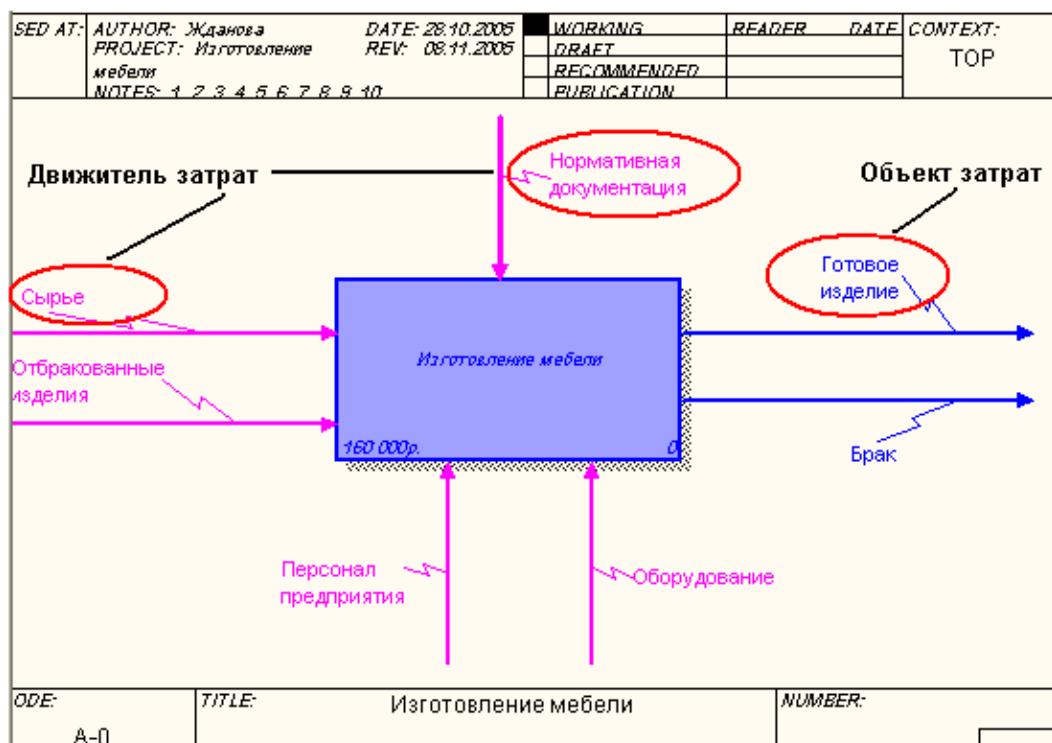 SED AT: AUTHOR: Жданова DATE: 28.10.2005 WORKING READER DATE CONTEXT:
PROJECT: Изготовление REV: 08.11.2005 DRAFT TOP
мебели RECOMMENDED
NOTES: 1 2 3 4 5 6 7 8 9 10 PUBLICATION
Движитель затрат
Нормативная
документация
Объект затрат
Сырье
Готовое
изделие
Изготовление мебели
Отбракованные
изделия
160 000р. 0
Брак
Персонал
предприятия
Оборудование
ODE: TITLE: Изготовление мебели NUMBER:
A-0